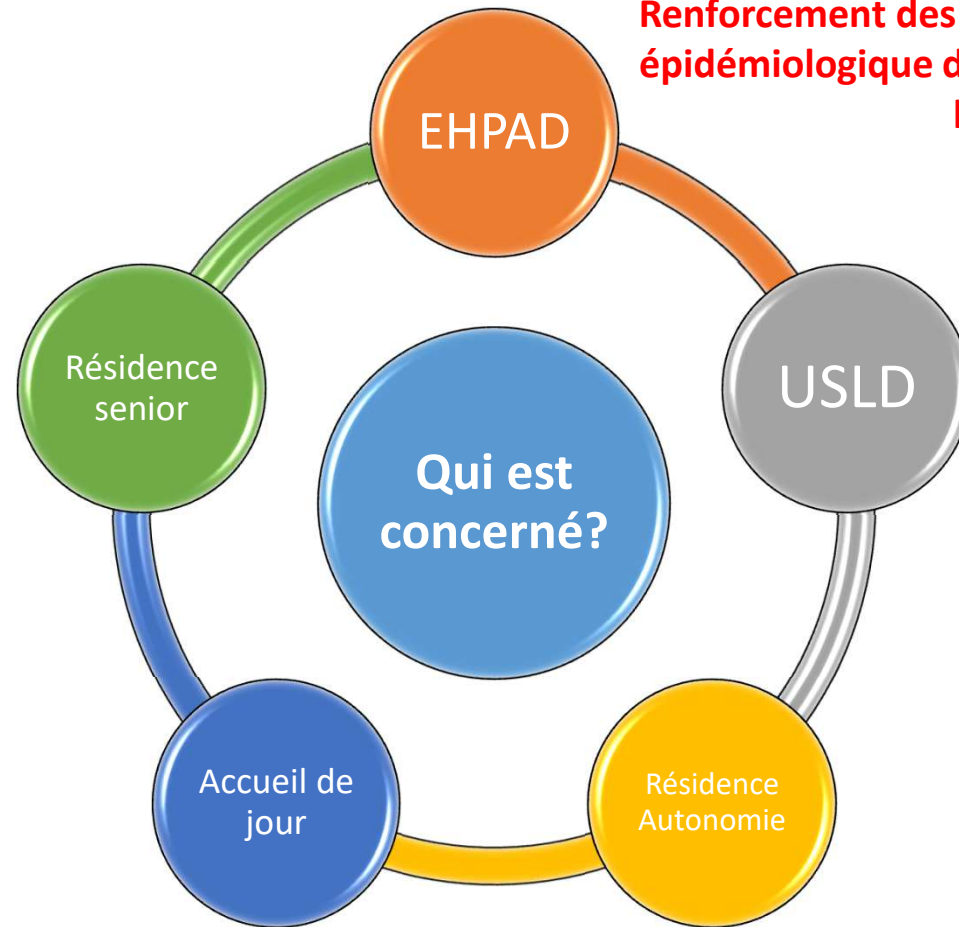 Renforcement des
épidémiologique d
EHPAD
USLD
Résidence
senior
Qui est
concerné?
Accueil de
jour
Résidence
Autonomie